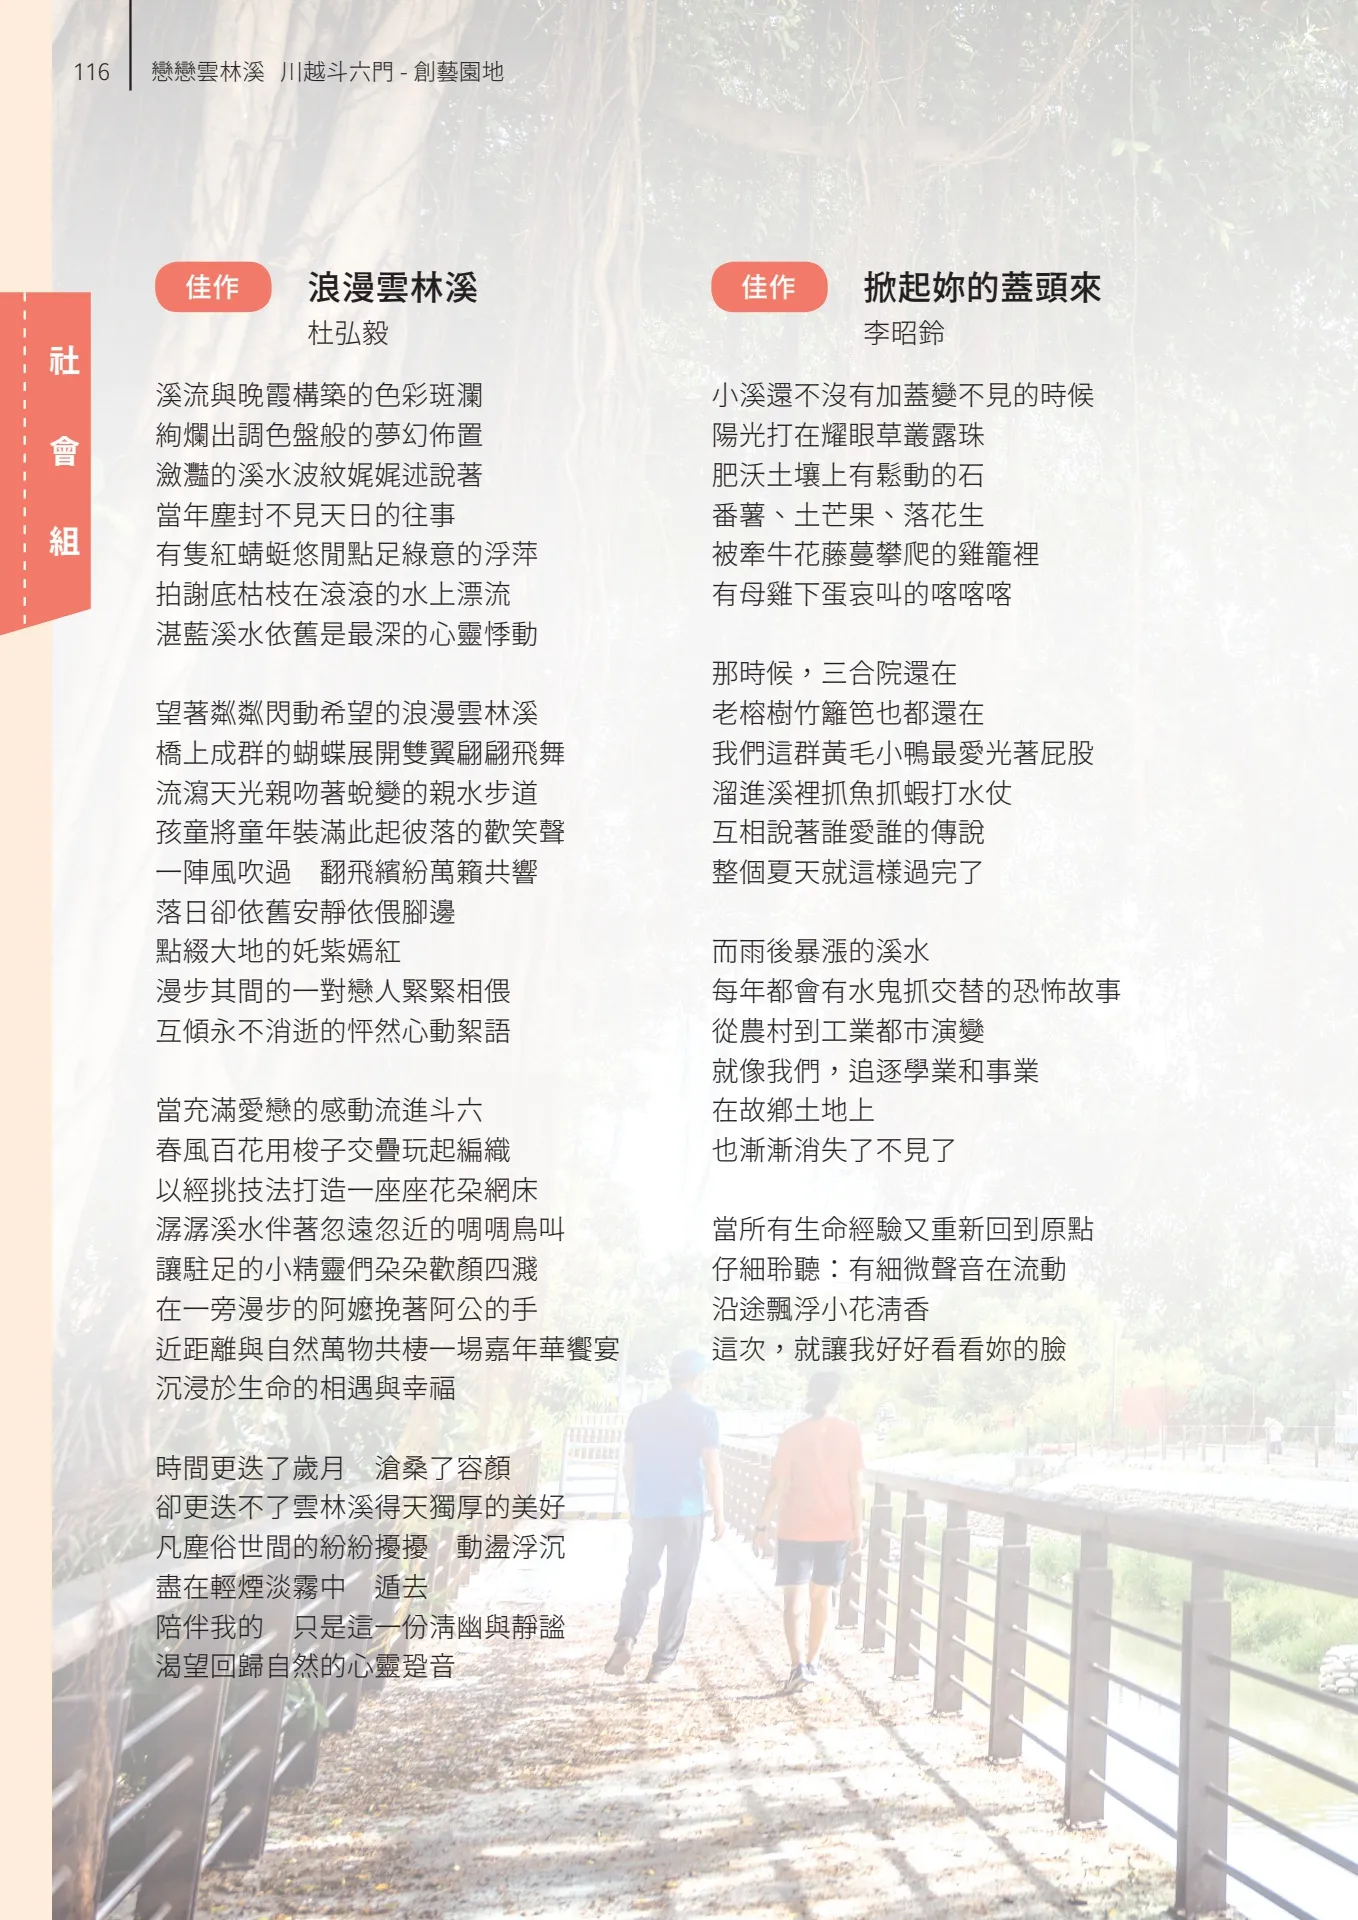 116
戀戀雲林溪 川越斗六門 - 創藝園地
社會組
佳作
浪漫雲林溪
杜弘毅
溪流與晚霞構築的色彩斑瀾
絢爛出調色盤般的夢幻佈置
瀲灩的溪水波紋娓娓述說著
當年塵封不見天日的往事
有隻紅蜻蜓悠閒點足綠意的浮萍
拍謝底枯枝在滾滾的水上漂流
湛藍溪水依舊是最深的心靈悸動
望著粼粼閃動希望的浪漫雲林溪
橋上成群的蝴蝶展開雙翼翩翩飛舞
流瀉天光親吻著蛻變的親水步道
孩童將童年裝滿此起彼落的歡笑聲
一陣風吹過　翻飛繽紛萬籟共響
落日卻依舊安靜依偎腳邊
點綴大地的奼紫嫣紅
漫步其間的一對戀人緊緊相偎
互傾永不消逝的怦然心動絮語
當充滿愛戀的感動流進斗六
春風百花用梭子交疊玩起編織
以經挑技法打造一座座花朵網床
潺潺溪水伴著忽遠忽近的啁啁鳥叫
讓駐足的小精靈們朵朵歡顏四濺
在一旁漫步的阿嬤挽著阿公的手
近距離與自然萬物共棲一場嘉年華饗宴
沉浸於生命的相遇與幸福
時間更迭了歲月　滄桑了容顏
卻更迭不了雲林溪得天獨厚的美好
凡塵俗世間的紛紛擾擾　動盪浮沉
盡在輕煙淡霧中　遁去
陪伴我的　只是這一份清幽與靜謐
渴望回歸自然的心靈跫音
佳作
掀起妳的蓋頭來
李昭鈴
小溪還不沒有加蓋變不見的時候
陽光打在耀眼草叢露珠
肥沃土壤上有鬆動的石
番薯、土芒果、落花生
被牽牛花藤蔓攀爬的雞籠裡
有母雞下蛋哀叫的喀喀喀
那時候，三合院還在
老榕樹竹籬笆也都還在
我們這群黃毛小鴨最愛光著屁股
溜進溪裡抓魚抓蝦打水仗
互相說著誰愛誰的傳說
整個夏天就這樣過完了
而雨後暴漲的溪水
每年都會有水鬼抓交替的恐怖故事
從農村到工業都市演變
就像我們，追逐學業和事業
在故鄉土地上
也漸漸消失了不見了
當所有生命經驗又重新回到原點
仔細聆聽：有細微聲音在流動
沿途飄浮小花清香
這次，就讓我好好看看妳的臉